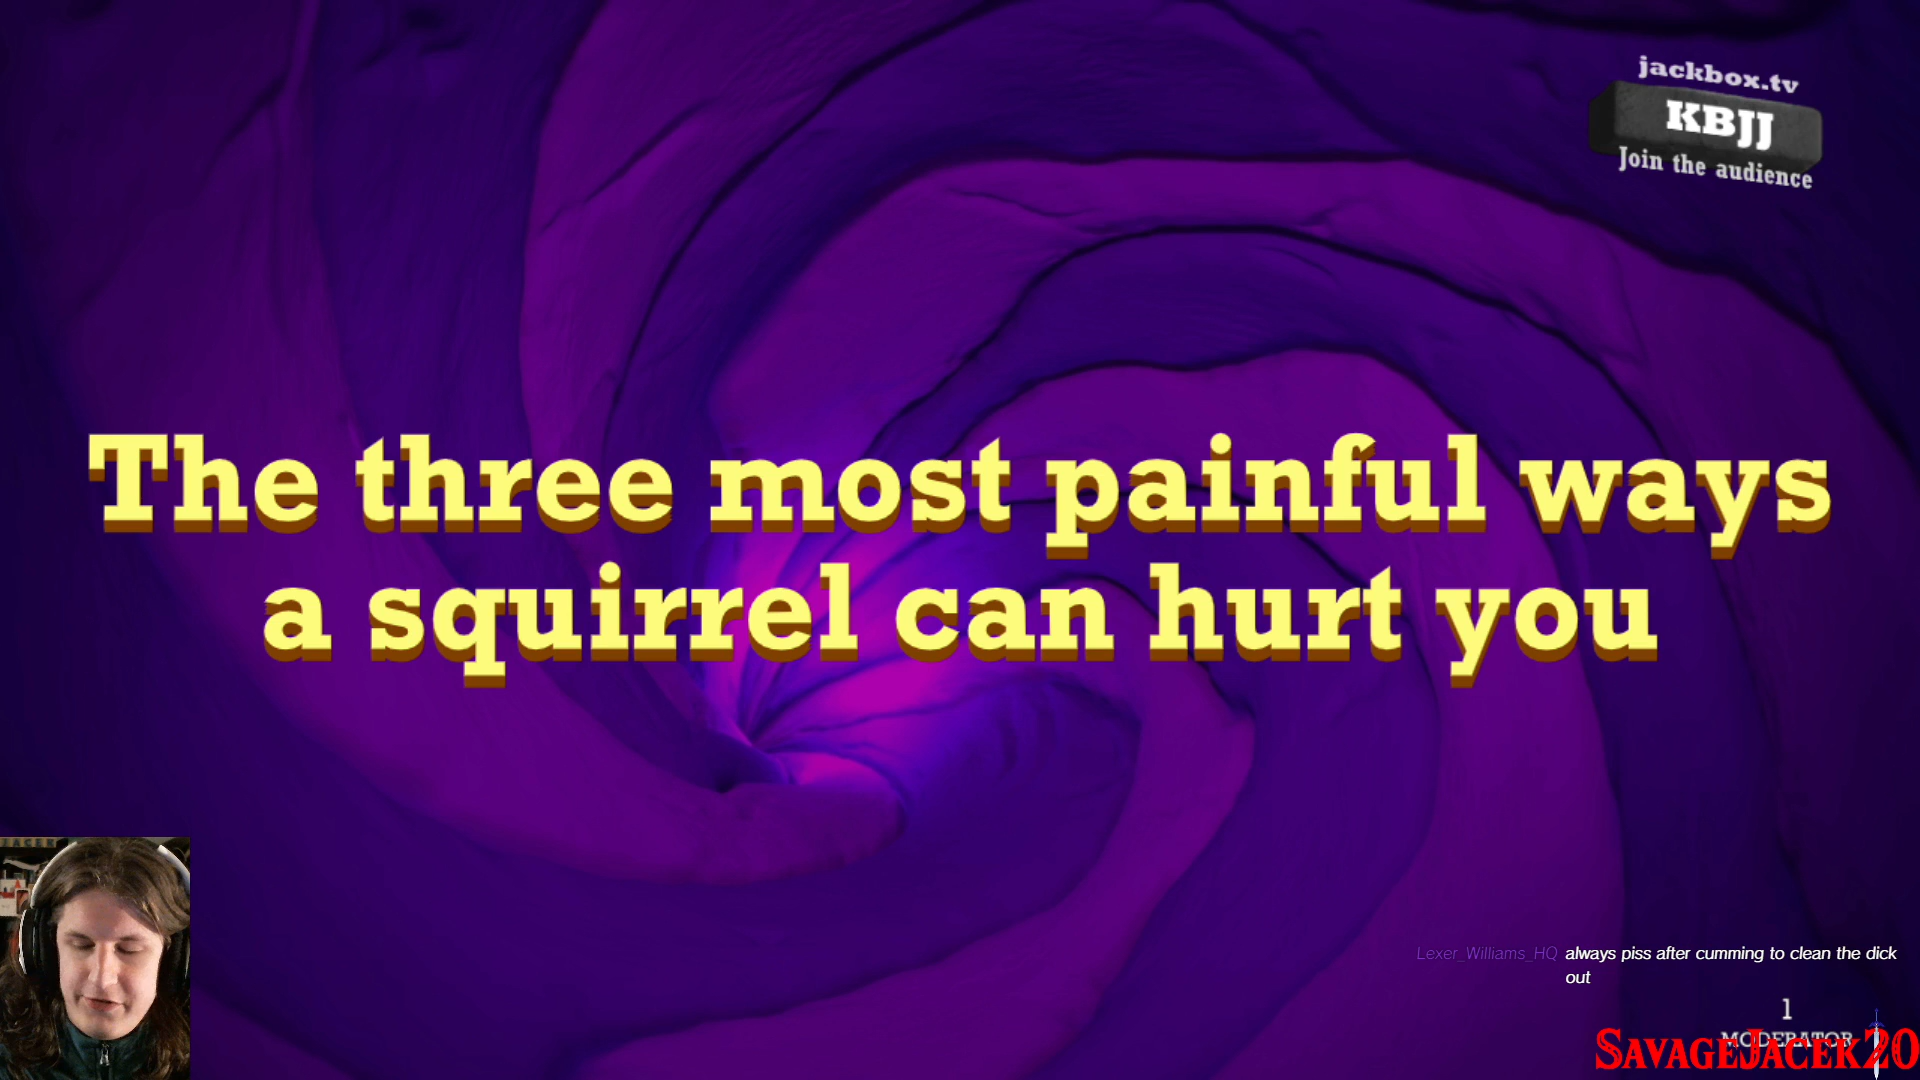 jackbox.tv
KBJJ
Join the audience
The three most painful ways
a squirrel can hurt you
Lexer_Williams_HQ always piss after cumming to clean the dick
out
1
MODERATOR
SavageJacek20